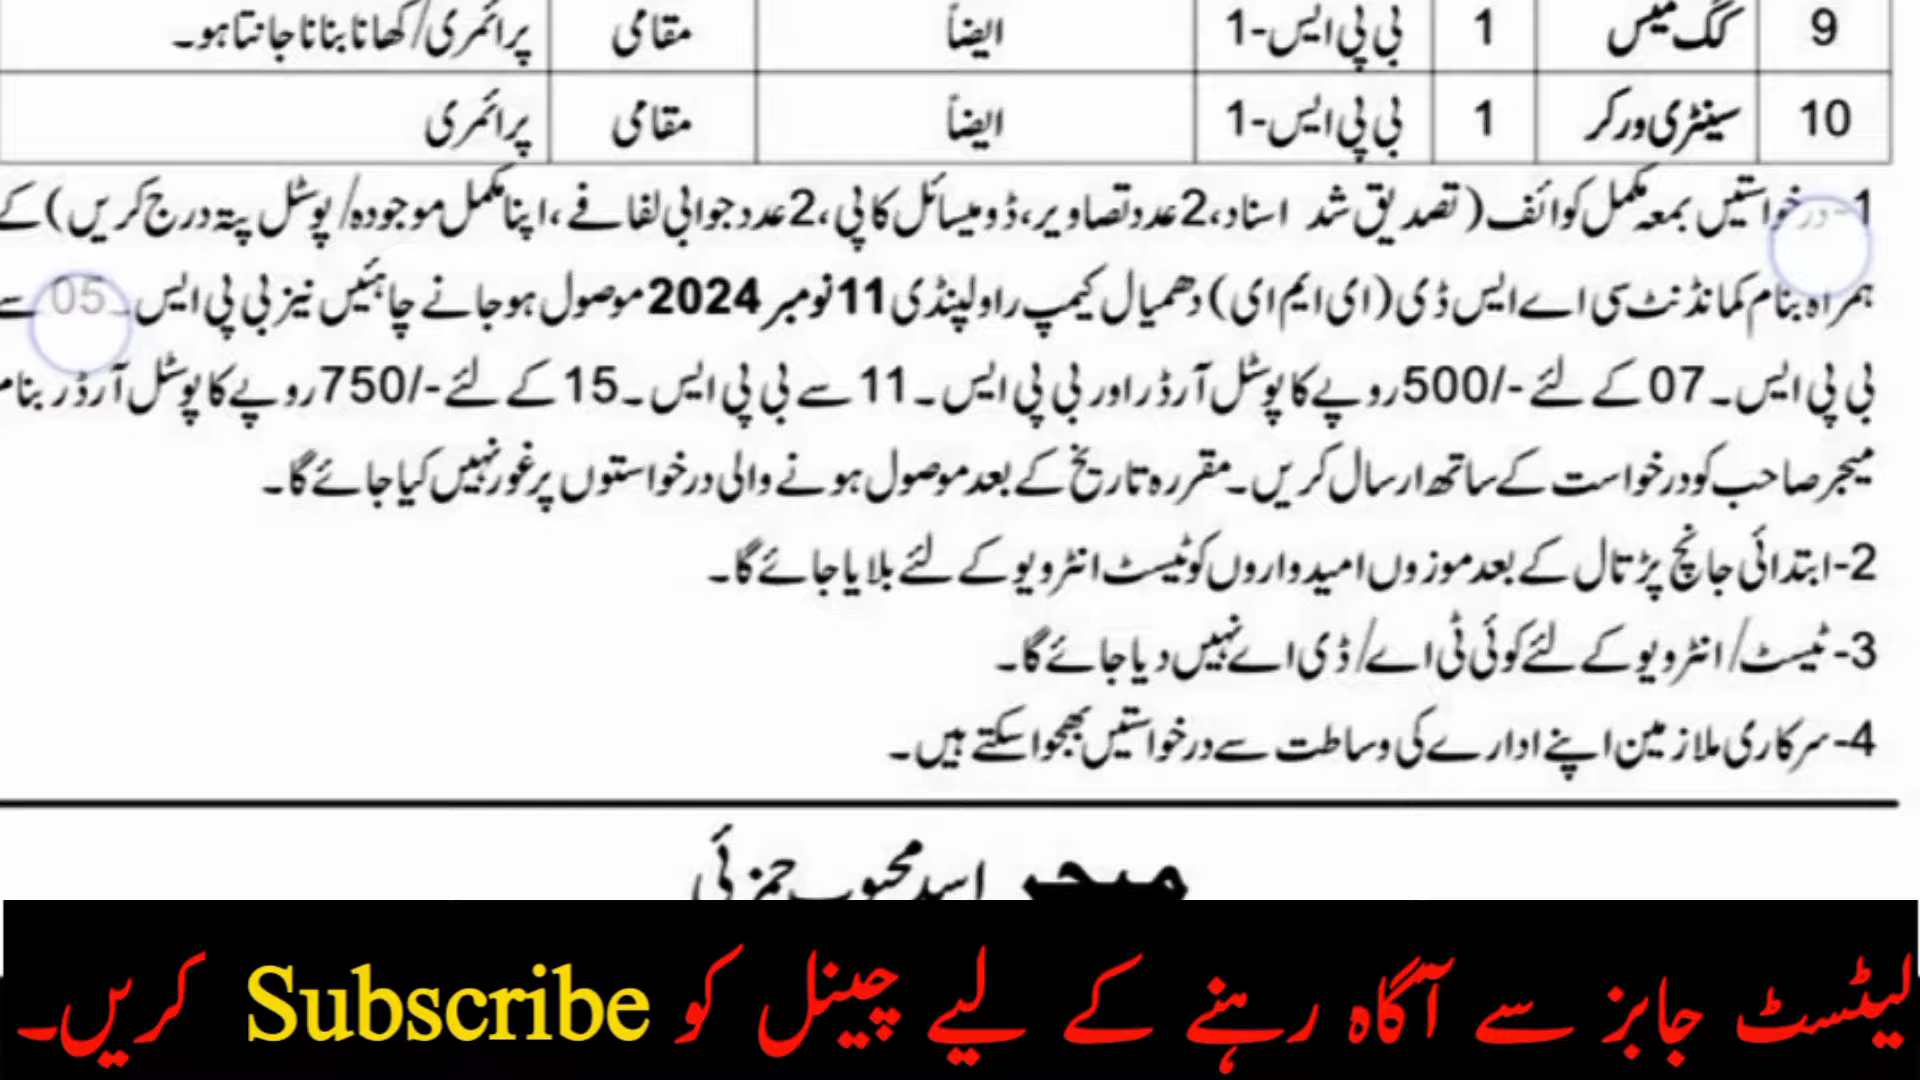 9 کک میس 1 بی پی ایس-1 ایضاً مقامی پرائمری/کھانا بنانا جانتا ہو۔
10 سینٹری ورکر 1 بی پی ایس-1 ایضاً مقامی پرائمری
1-درخواستیں بمعہ مکمل کوائف (تصدیق شد اسناد، 2عدد تصاویر، ڈومیسائل کاپی، 2عدد جوابی لفافے، اپنا مکمل موجودہ/پوسٹل پتہ درج کریں) کے
ہمراہ بنام کمانڈنٹ سی اے ایس ڈی (ای ایم ای) دھمیال کیمپ راولپنڈی 11 نومبر 2024 موصول ہو جانے چاہئیں نیز بی پی ایس۔05 سے
بی پی ایس۔07 کے لئے -/500 روپے کا پوسٹل آرڈر اور بی پی ایس۔11 سے بی پی ایس۔15 کے لئے -/750 روپے کا پوسٹل آرڈر بنام
میجر صاحب کو درخواست کے ساتھ ارسال کریں۔ مقررہ تاریخ کے بعد موصول ہونے والی درخواستوں پر غور نہیں کیا جائے گا۔
2-ابتدائی جانچ پڑتال کے بعد موزوں امیدواروں کو ٹیسٹ انٹرویو کے لئے بلایا جائے گا۔
3-ٹیسٹ/انٹرویو کے لئے کوئی ٹی اے/ڈی اے نہیں دیا جائے گا۔
4-سرکاری ملازمین اپنے ادارے کی وساطت سے درخواستیں بھجوا سکتے ہیں۔
میجر اسد محبوب حمزئی
لیٹسٹ جابز سے آگاہ رہنے کے لیے چینل کو Subscribe کریں۔